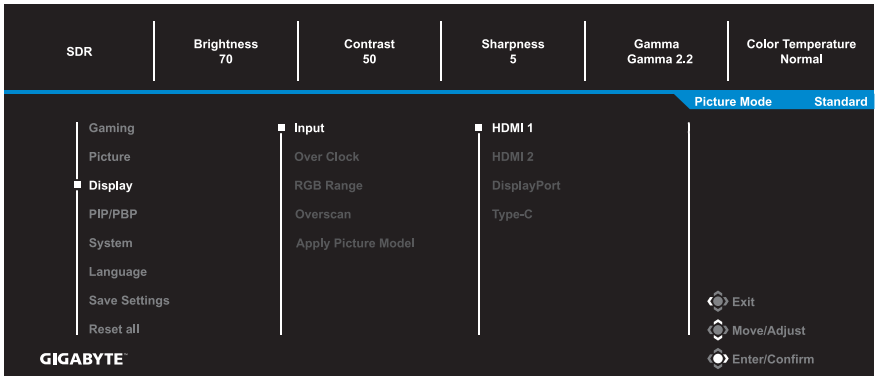 SDR
Brightness
70
Contrast
50
Sharpness
5
Gamma
Gamma 2.2
Color Temperature
Normal
Picture Mode Standard
Gaming
Picture
Display
PIP/PBP
System
Language
Save Settings
Reset all
Input
Over Clock
RGB Range
Overscan
Apply Picture Model
HDMI 1
HDMI 2
DisplayPort
Type-C
Exit
Move/Adjust
Enter/Confirm
GIGABYTE™